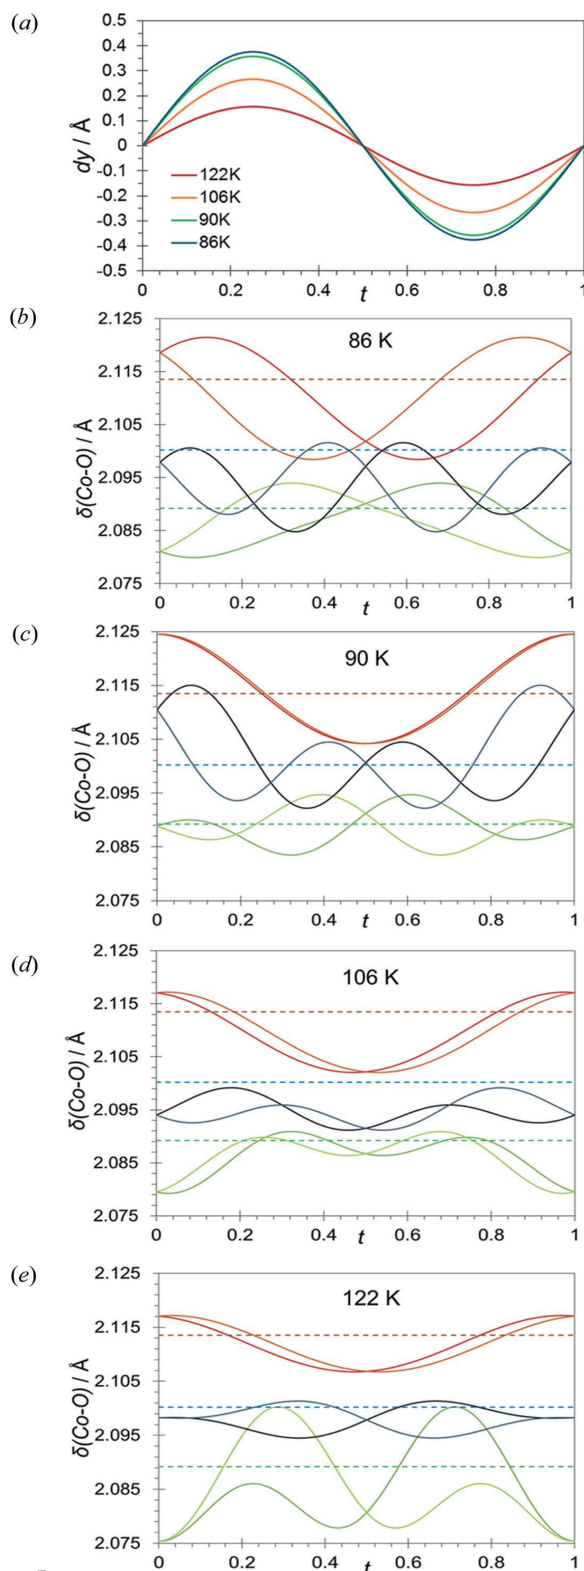 (a)
0.5
0.4
0.3
0.2
0.1
0
-0.1
-0.2
-0.3
-0.4
-0.5
dy / Å
122K
106K
90K
86K
0 0.2 0.4 0.6 0.8 1
t
(b)
86 K
2.125
2.115
2.105
2.095
2.085
2.075
δ(Co-O) / Å
0 0.2 0.4 0.6 0.8 1
t
(c)
90 K
2.125
2.115
2.105
2.095
2.085
2.075
δ(Co-O) / Å
0 0.2 0.4 0.6 0.8 1
t
(d)
106 K
2.125
2.115
2.105
2.095
2.085
2.075
δ(Co-O) / Å
0 0.2 0.4 0.6 0.8 1
t
(e)
122 K
2.125
2.115
2.105
2.095
2.085
2.075
δ(Co-O) / Å
0 0.2 0.4 0.6 0.8 1
t